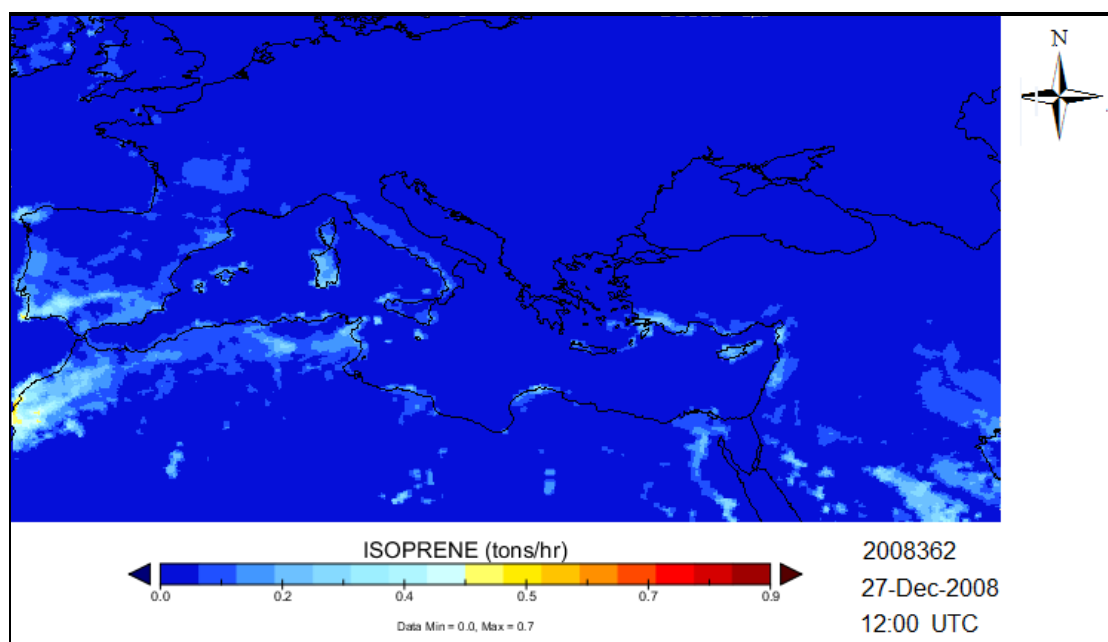 N
ISOPRENE (tons/hr)
0.0 0.2 0.4 0.5 0.7 0.9
Data Min = 0.0, Max = 0.7
2008362
27-Dec-2008
12:00 UTC